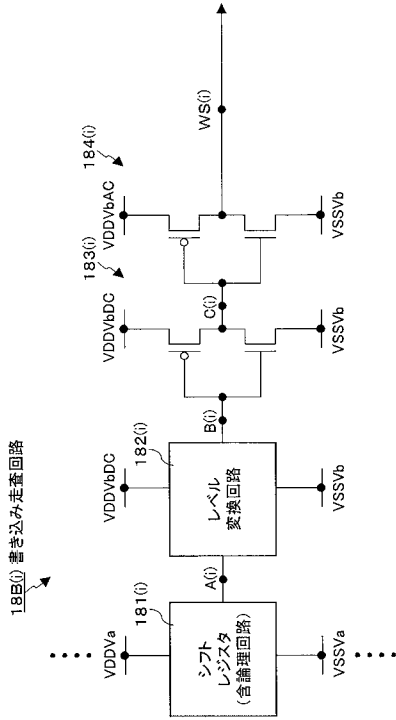 18B(i) 書き込み走査回路
VDDVa
181(i)
シフト
レジスタ
(含論理回路)
VSSVa
A(i)
VDDVbDC
182(i)
レベル
変換回路
VSSVb
B(i)
VDDVbDC
183(i)
C(i)
VSSVb
VDDVbAC
184(i)
VSSVb
WS(i)